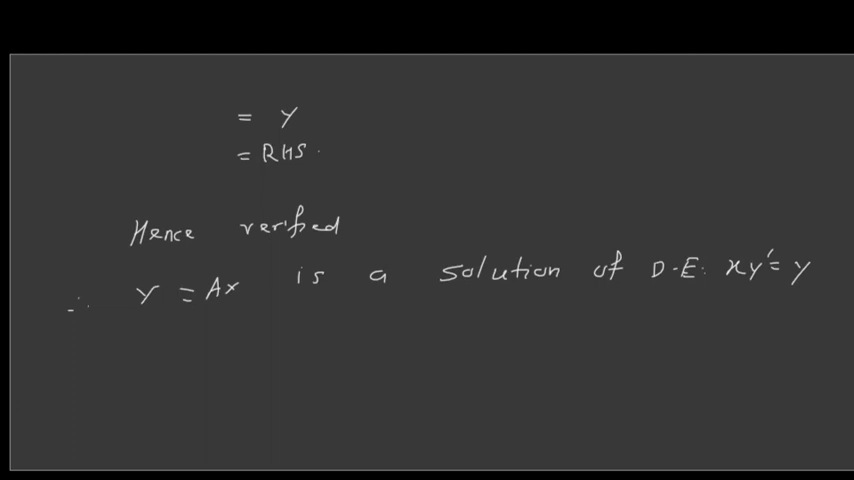 = y
= RHS.
Hence verified
∴ y = Ax is a solution of D.E. xy' = y